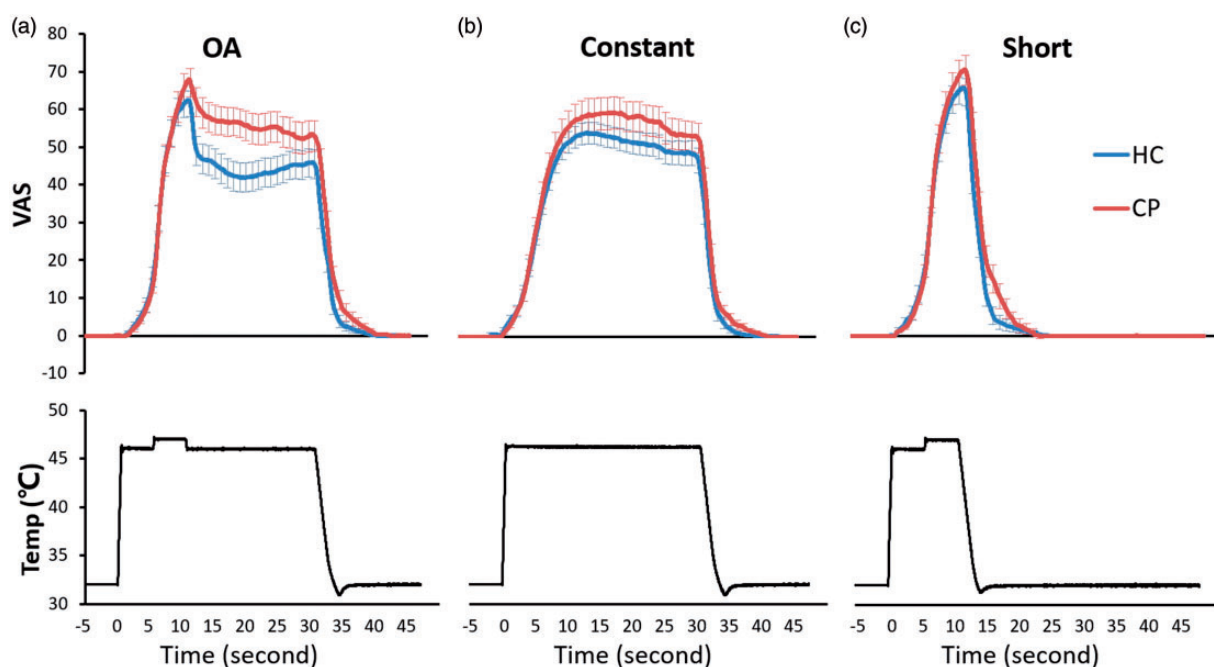 (a)
OA
(b)
Constant
(c)
Short
80
70
60
50
40
30
20
10
0
-10
VAS
HC
CP
50
45
40
35
30
Temp (℃)
-5 0 5 10 15 20 25 30 35 40 45
-5 0 5 10 15 20 25 30 35 40 45
-5 0 5 10 15 20 25 30 35 40 45
Time (second)
Time (second)
Time (second)